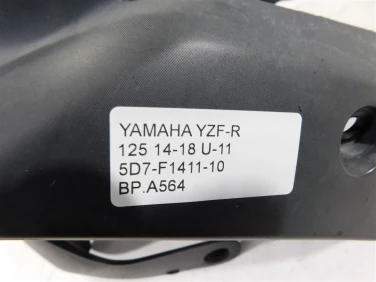 YAMAHA YZF-R
125 14-18 U-11
5D7-F1411-10
BP.A564